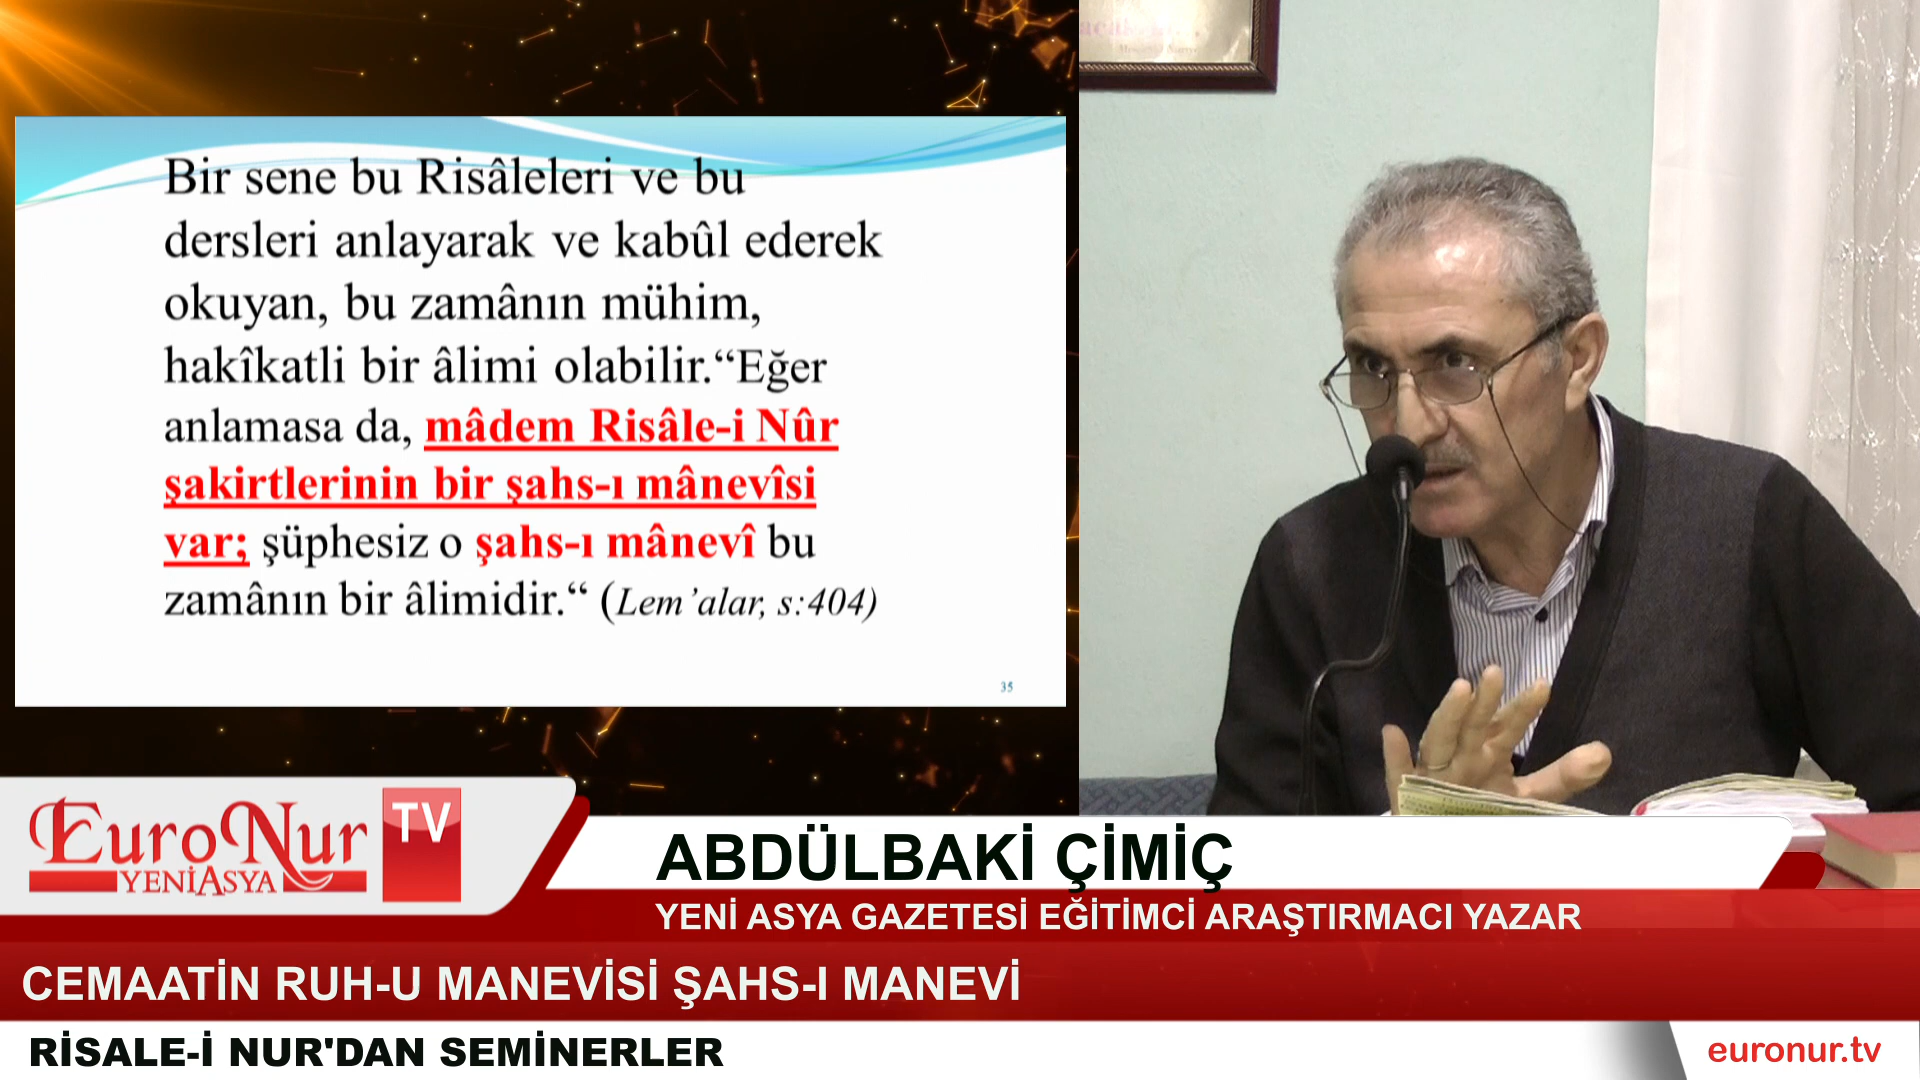 Bir sene bu Risâleleri ve bu
dersleri anlayarak ve kabûl ederek
okuyan, bu zamânın mühim,
hakîkatli bir âlimi olabilir.“Eğer
anlamasa da, mâdem Risâle-i Nûr
şakirtlerinin bir şahs-ı mânevîsi
var; şüphesiz o şahs-ı mânevî bu
zamânın bir âlimidir.“ (Lem’alar, s:404)
35
EURONUR TV
YENİASYA
ABDÜLBAKİ ÇİMİÇ
YENİ ASYA GAZETESİ EĞİTİMCİ ARAŞTIRMACI YAZAR
CEMAATİN RUH-U MANEVİSİ ŞAHS-I MANEVİ
RİSALE-İ NUR'DAN SEMİNERLER
euronur.tv